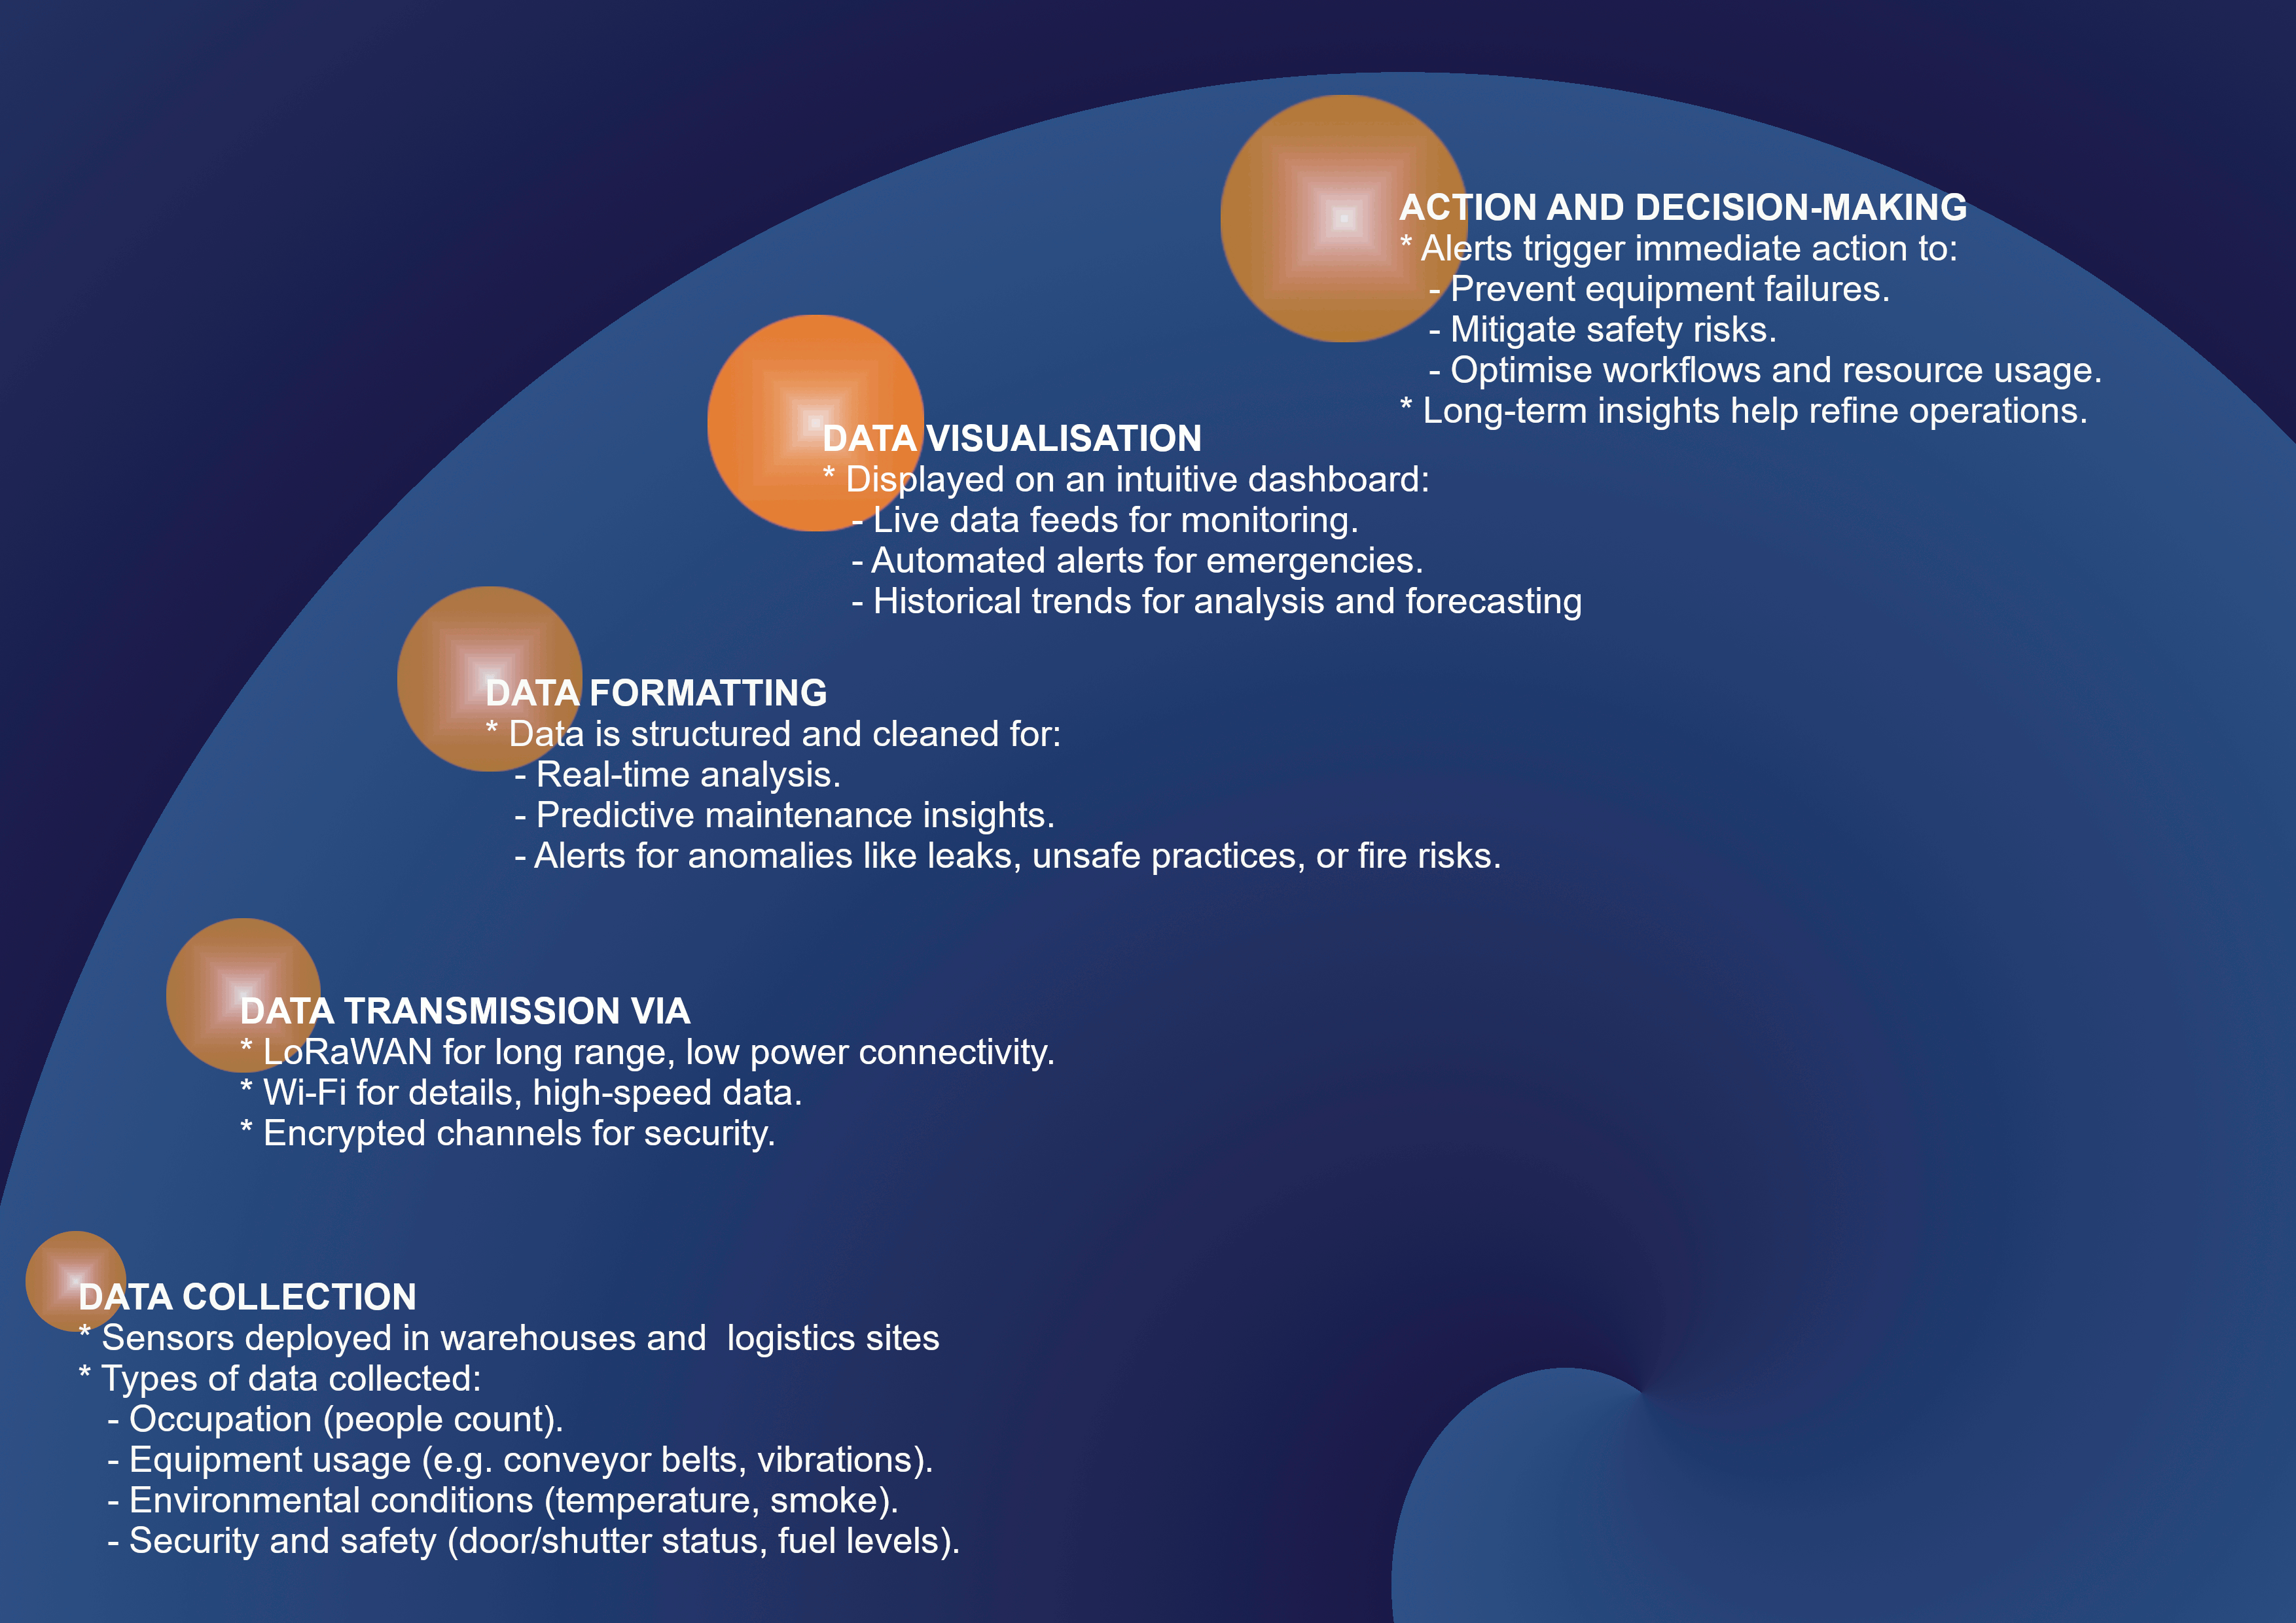 ACTION AND DECISION-MAKING
* Alerts trigger immediate action to:
- Prevent equipment failures.
- Mitigate safety risks.
- Optimise workflows and resource usage.
* Long-term insights help refine operations.
DATA VISUALISATION
* Displayed on an intuitive dashboard:
- Live data feeds for monitoring.
- Automated alerts for emergencies.
- Historical trends for analysis and forecasting
DATA FORMATTING
* Data is structured and cleaned for:
- Real-time analysis.
- Predictive maintenance insights.
- Alerts for anomalies like leaks, unsafe practices, or fire risks.
DATA TRANSMISSION VIA
* LoRaWAN for long range, low power connectivity.
* Wi-Fi for details, high-speed data.
* Encrypted channels for security.
DATA COLLECTION
* Sensors deployed in warehouses and  logistics sites
* Types of data collected:
- Occupation (people count).
- Equipment usage (e.g. conveyor belts, vibrations).
- Environmental conditions (temperature, smoke).
- Security and safety (door/shutter status, fuel levels).